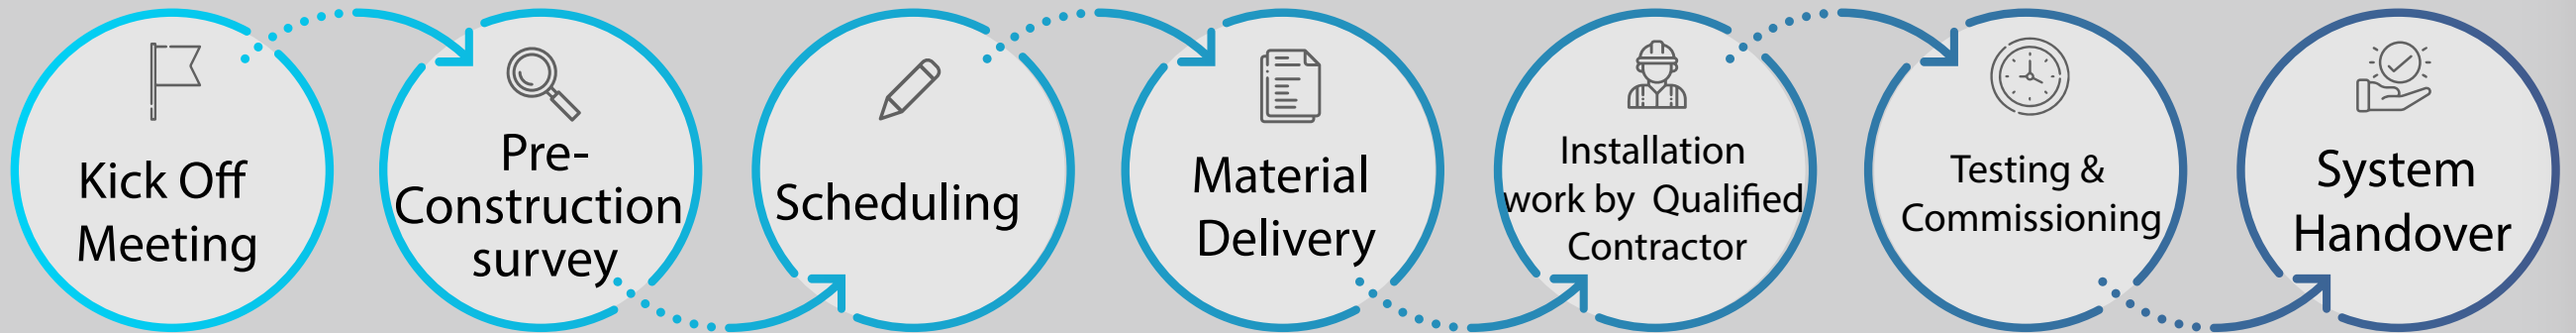 Kick Off
Meeting
Pre-
Construction
survey
Scheduling
Material
Delivery
Installation
work by Qualified
Contractor
Testing &
Commissioning
System
Handover